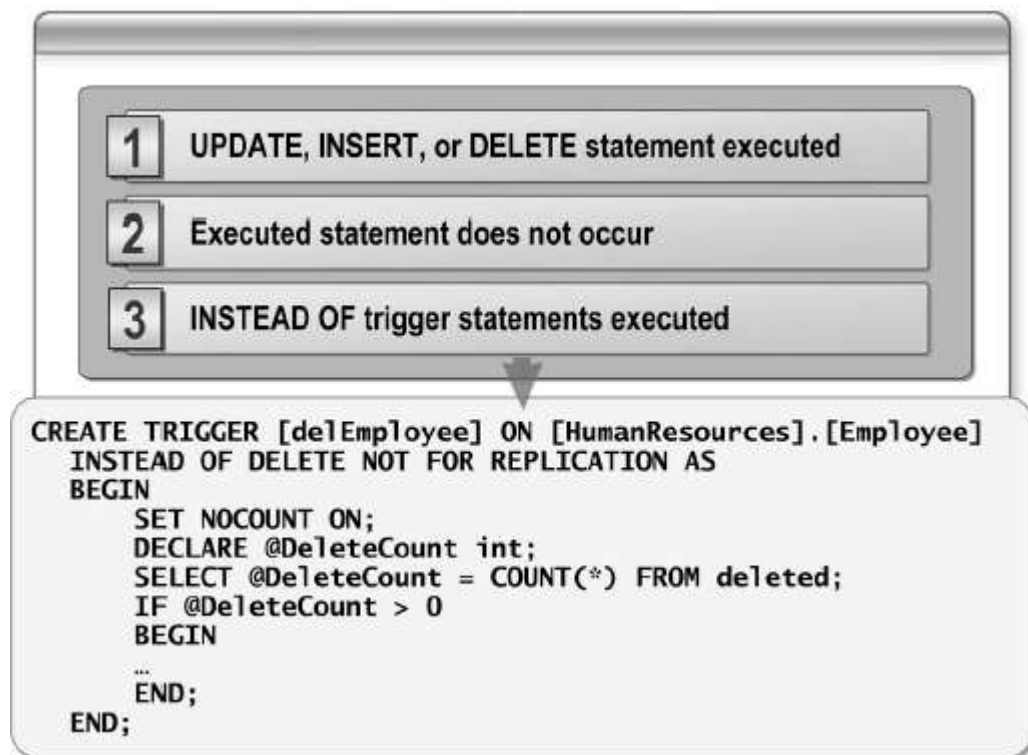 1 UPDATE, INSERT, or DELETE statement executed
2 Executed statement does not occur
3 INSTEAD OF trigger statements executed
CREATE TRIGGER [delEmployee] ON [HumanResources].[Employee]
INSTEAD OF DELETE NOT FOR REPLICATION AS
BEGIN
SET NOCOUNT ON;
DECLARE @DeleteCount int;
SELECT @DeleteCount = COUNT(*) FROM deleted;
IF @DeleteCount > 0
BEGIN
…
END;
END;